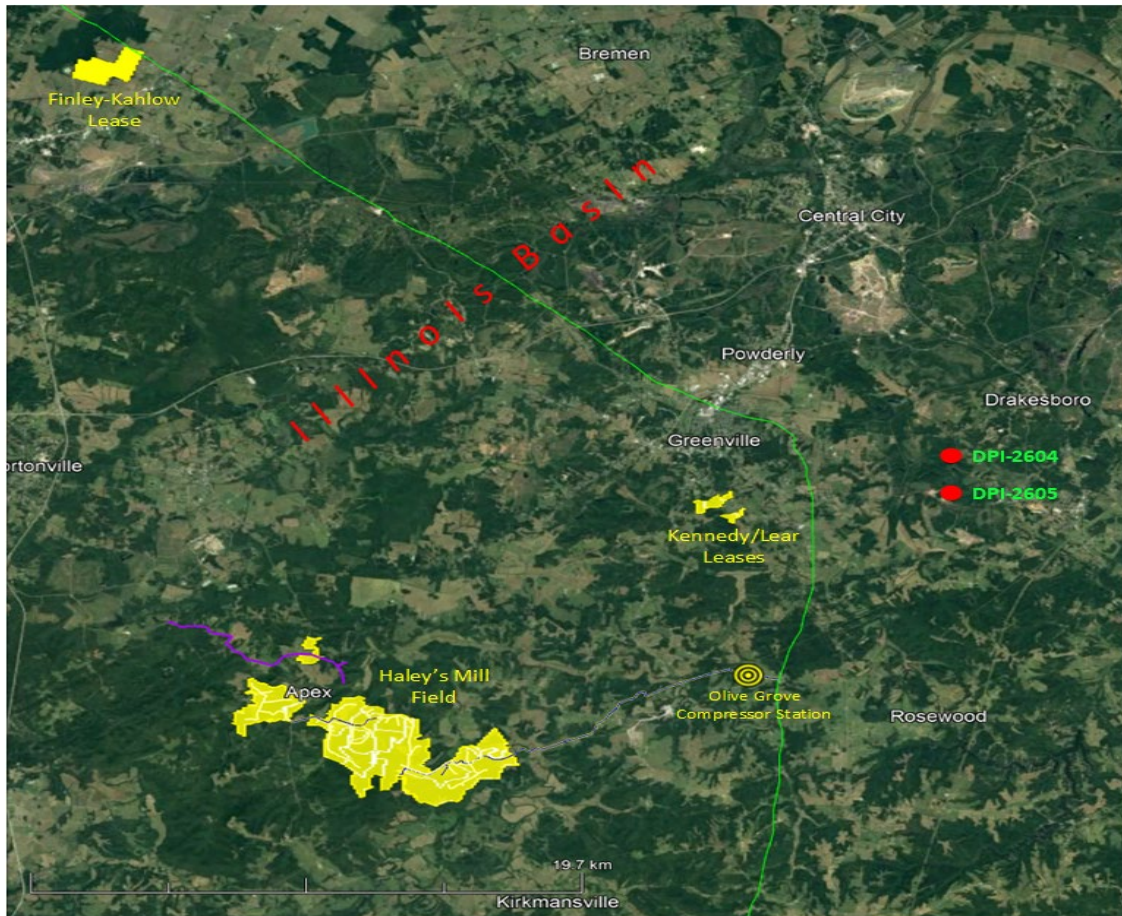 Bremen
Finley-Kahlow
Lease
Illinois Basin
Central City
Powderly
Drakesboro
Greenville
ortonville
DPI-2604
DPI-2605
Kennedy/Lear
Leases
Haley's Mill
Field
Apex
Olive Grove
Compressor Station
Rosewood
19.7 km
Kirkmansville